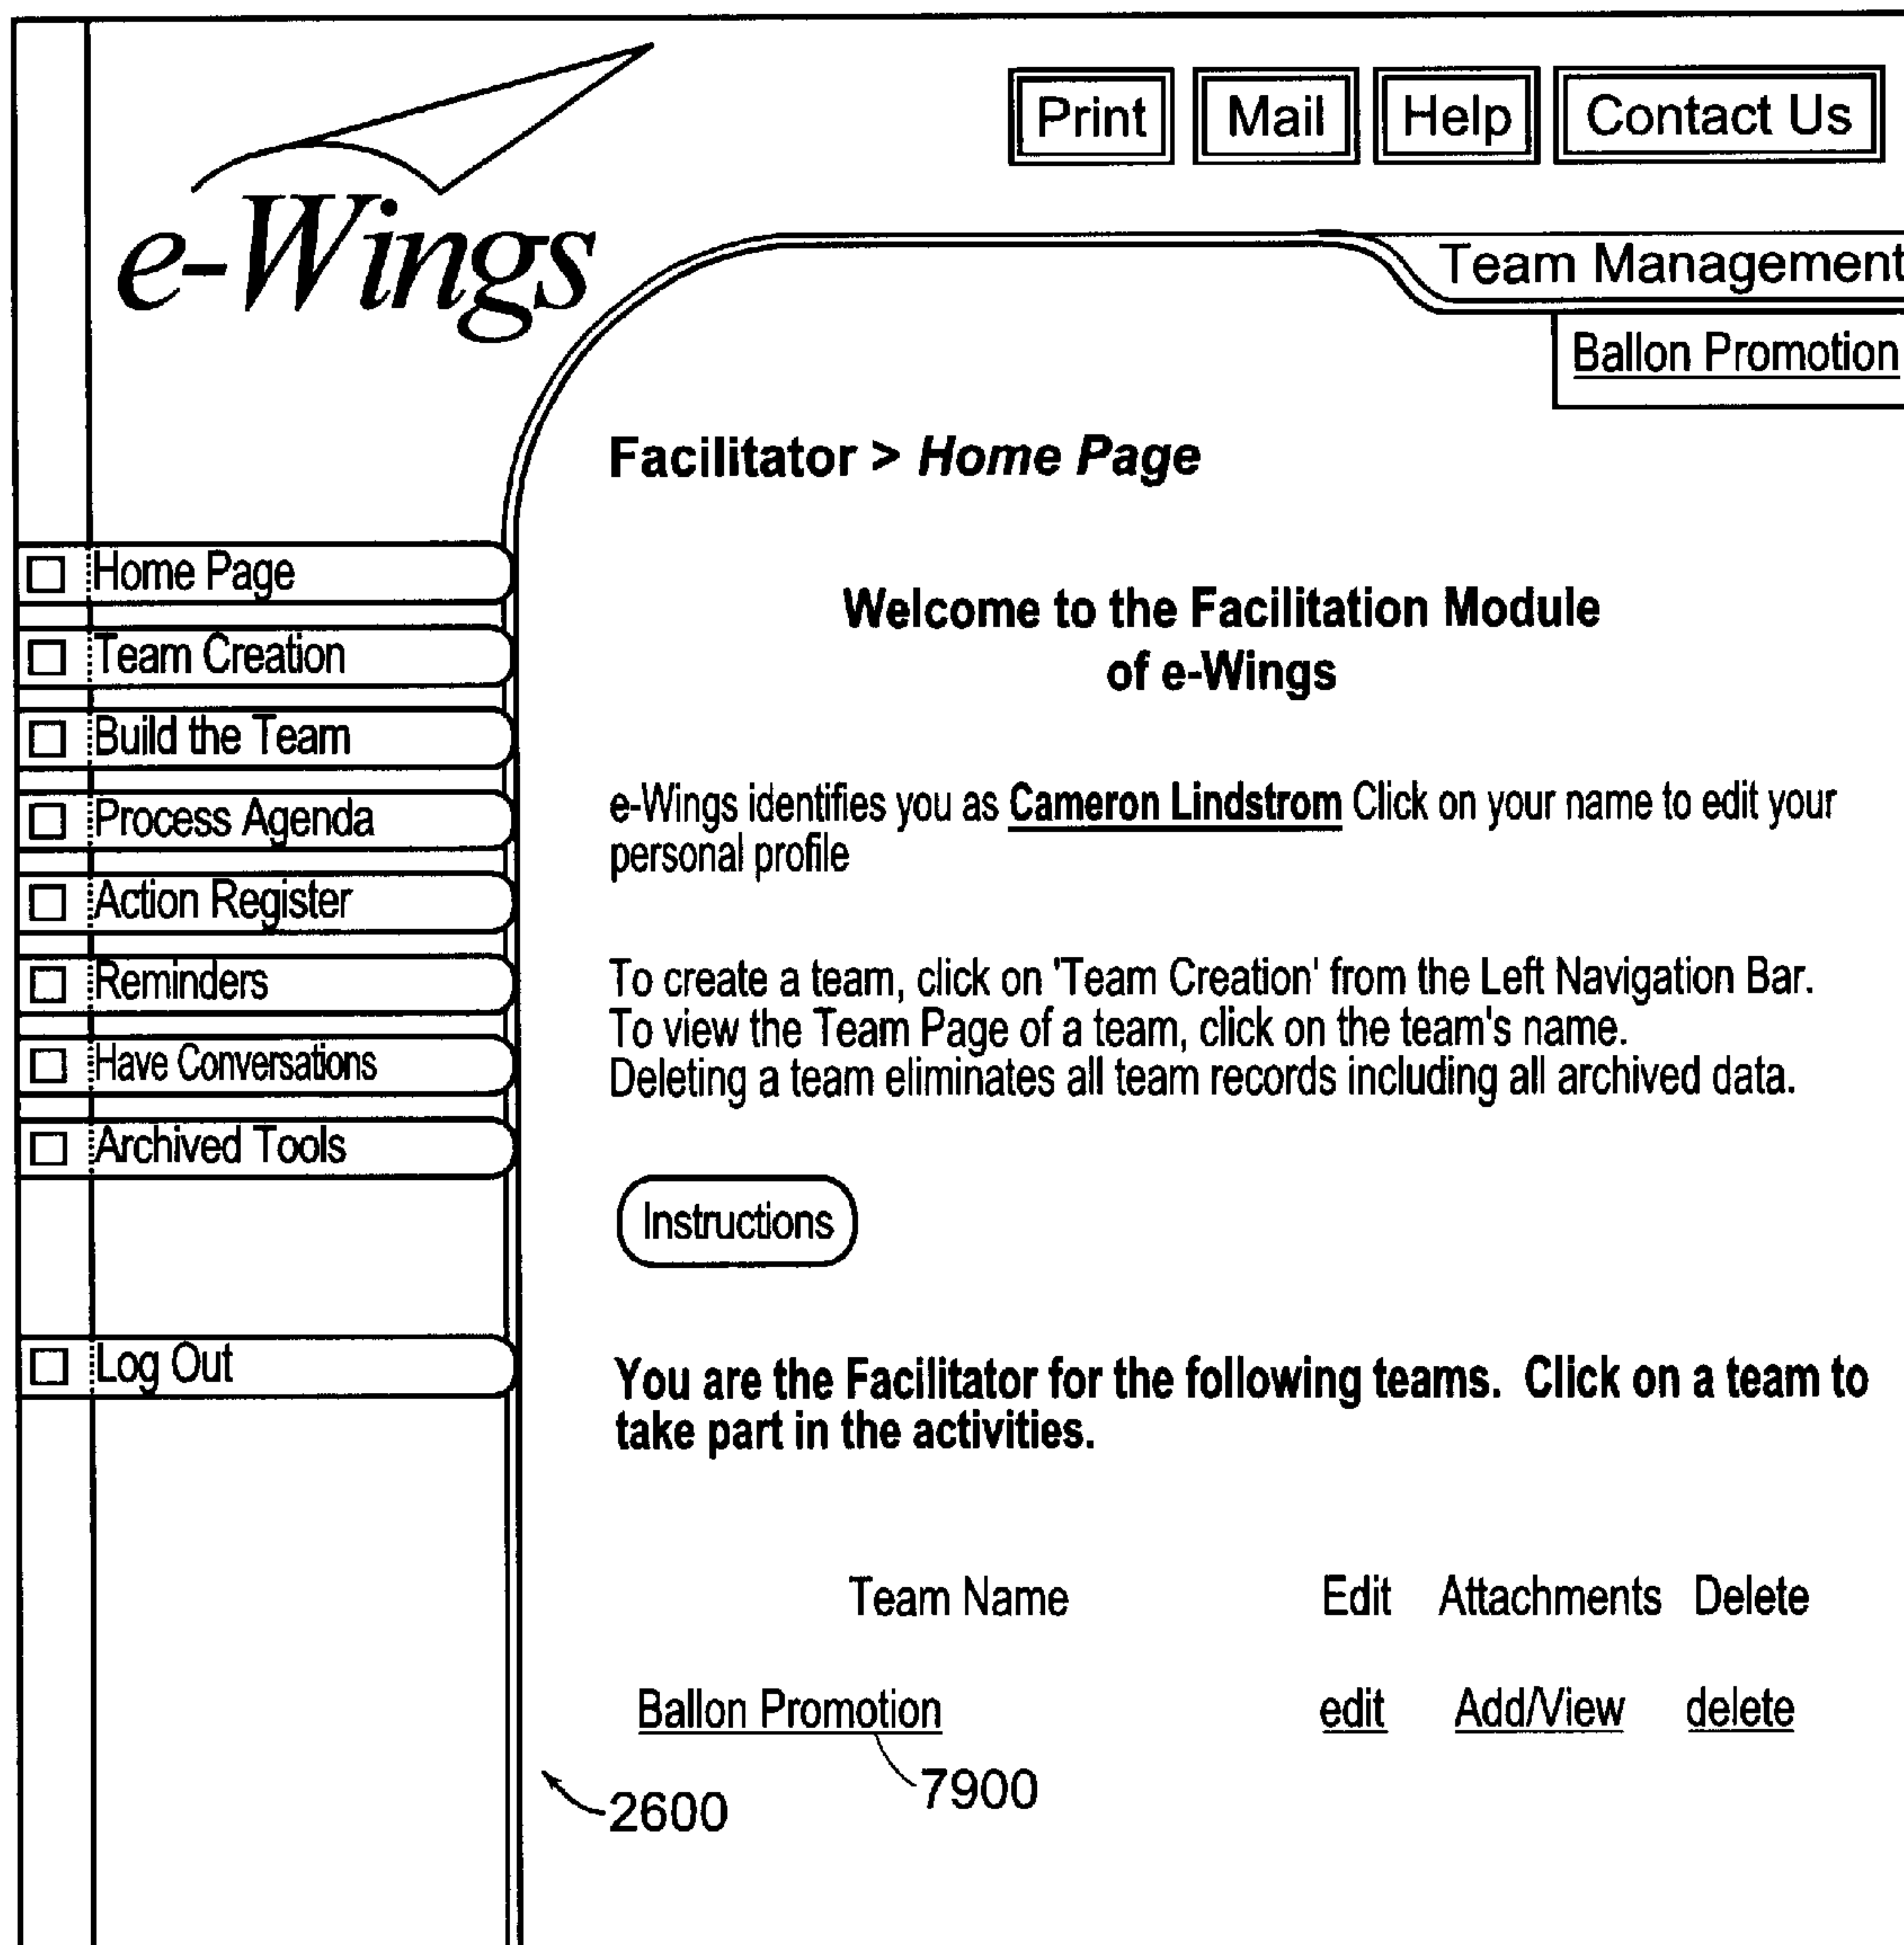 Print Mail Help Contact Us
e-Wings
Team Management
Ballon Promotion
Facilitator > Home Page
Home Page
Team Creation
Build the Team
Process Agenda
Action Register
Reminders
Have Conversations
Archived Tools
Log Out
Welcome to the Facilitation Module
of e-Wings
e-Wings identifies you as Cameron Lindstrom Click on your name to edit your
personal profile
To create a team, click on 'Team Creation' from the Left Navigation Bar.
To view the Team Page of a team, click on the team's name.
Deleting a team eliminates all team records including all archived data.
Instructions
You are the Facilitator for the following teams. Click on a team to
take part in the activities.
Team Name Edit Attachments Delete
Ballon Promotion edit Add/View delete
7900
2600